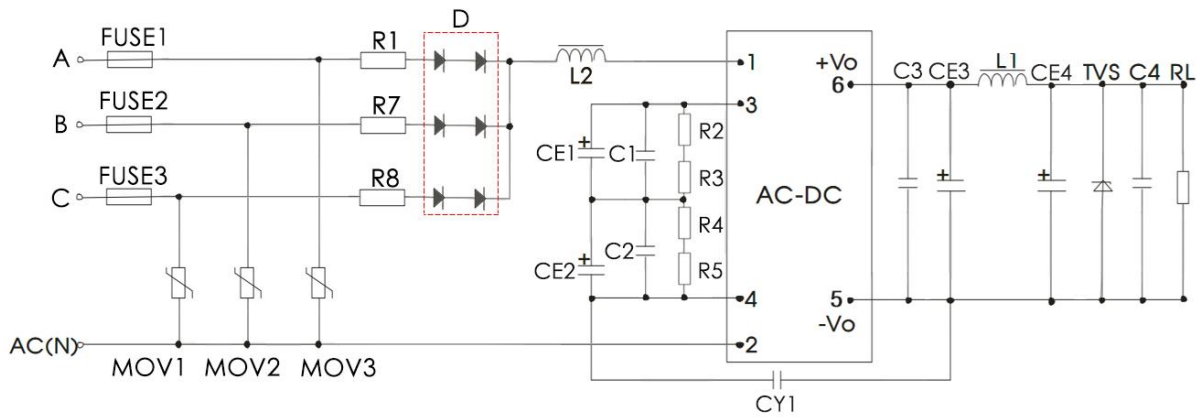 D
FUSE1 R1
A
L2
1
+Vo
6
C3 CE3 L1 CE4 TVS C4 RL
FUSE2 R7
B
3
CE1 + C1 R2
R3
FUSE3 R8
C
AC-DC
+ + 
CE2 + C2 R4
R5
4
5
-Vo
AC(N)
2
MOV1 MOV2 MOV3
CY1